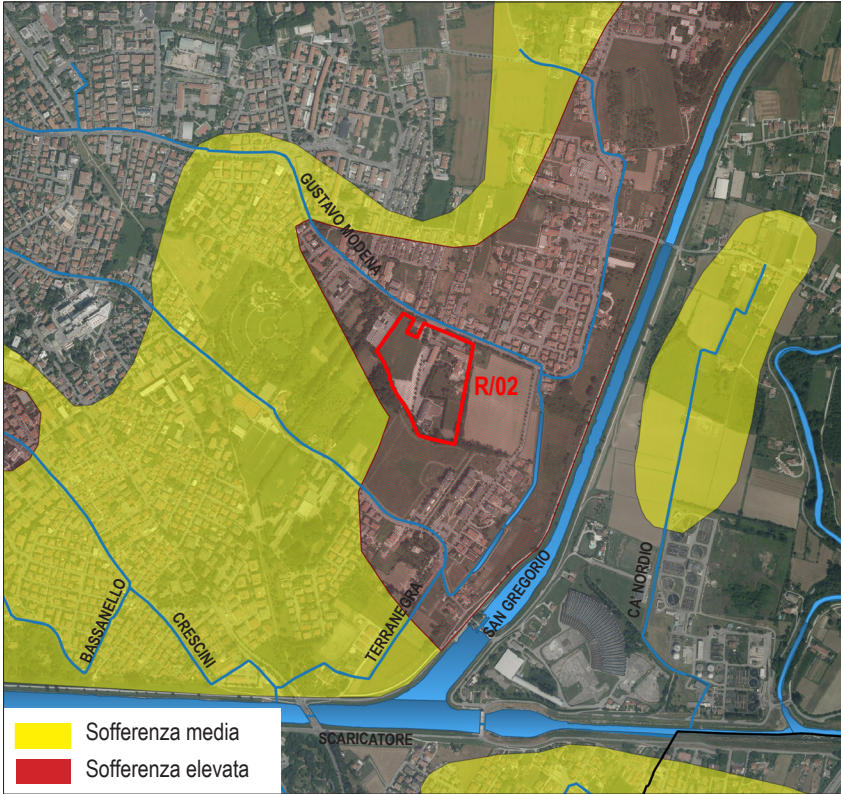 GUSTAVO MODENA
R/02
SAN GREGORIO
CA' NORDIO
TERRANEGRA
BASSANELLO
CRESCINI
SCARICATORE
Sofferenza media
Sofferenza elevata